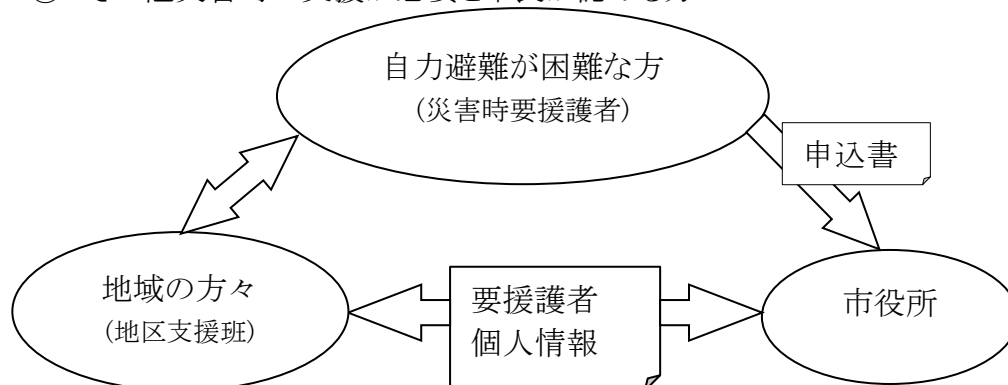 自力避難が困難な方
(災害時要援護者)
申込書
地域の方々
(地区支援班)
要援護者
個人情報
市役所